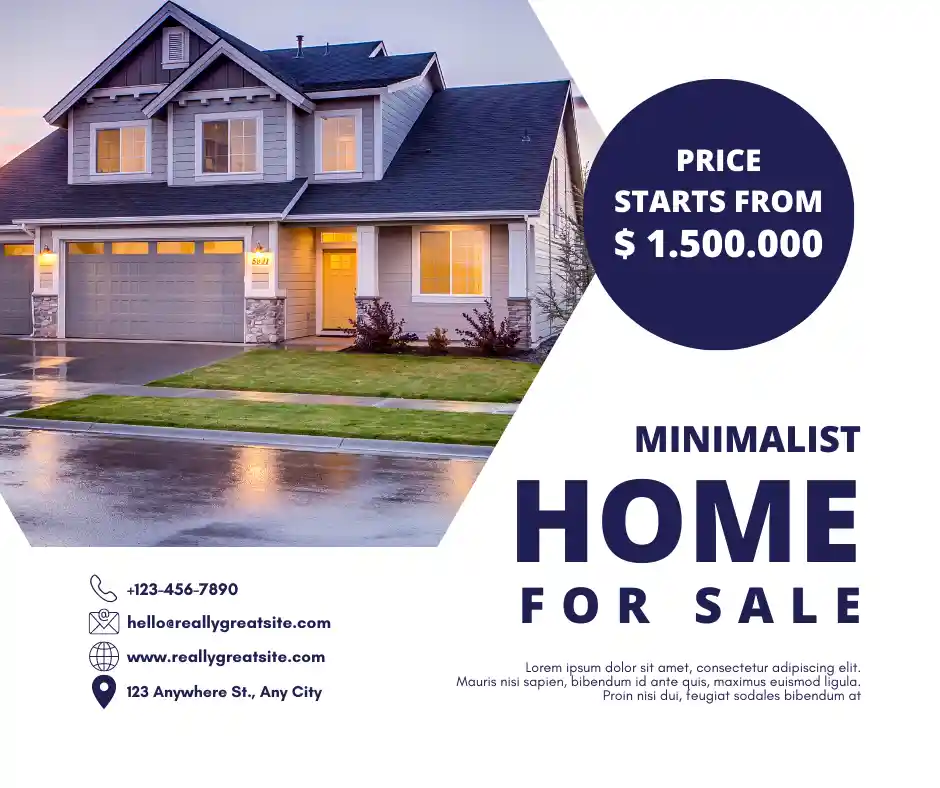 PRICE
STARTS FROM
$ 1.500.000
MINIMALIST
HOME
FOR SALE
+123-456-7890
hello@reallygreatsite.com
www.reallygreatsite.com
123 Anywhere St., Any City
Lorem ipsum dolor sit amet, consectetur adipiscing elit.
Mauris nisi sapien, bibendum id ante quis, maximus euismod ligula.
Proin nisi dui, feugiat sodales bibendum at